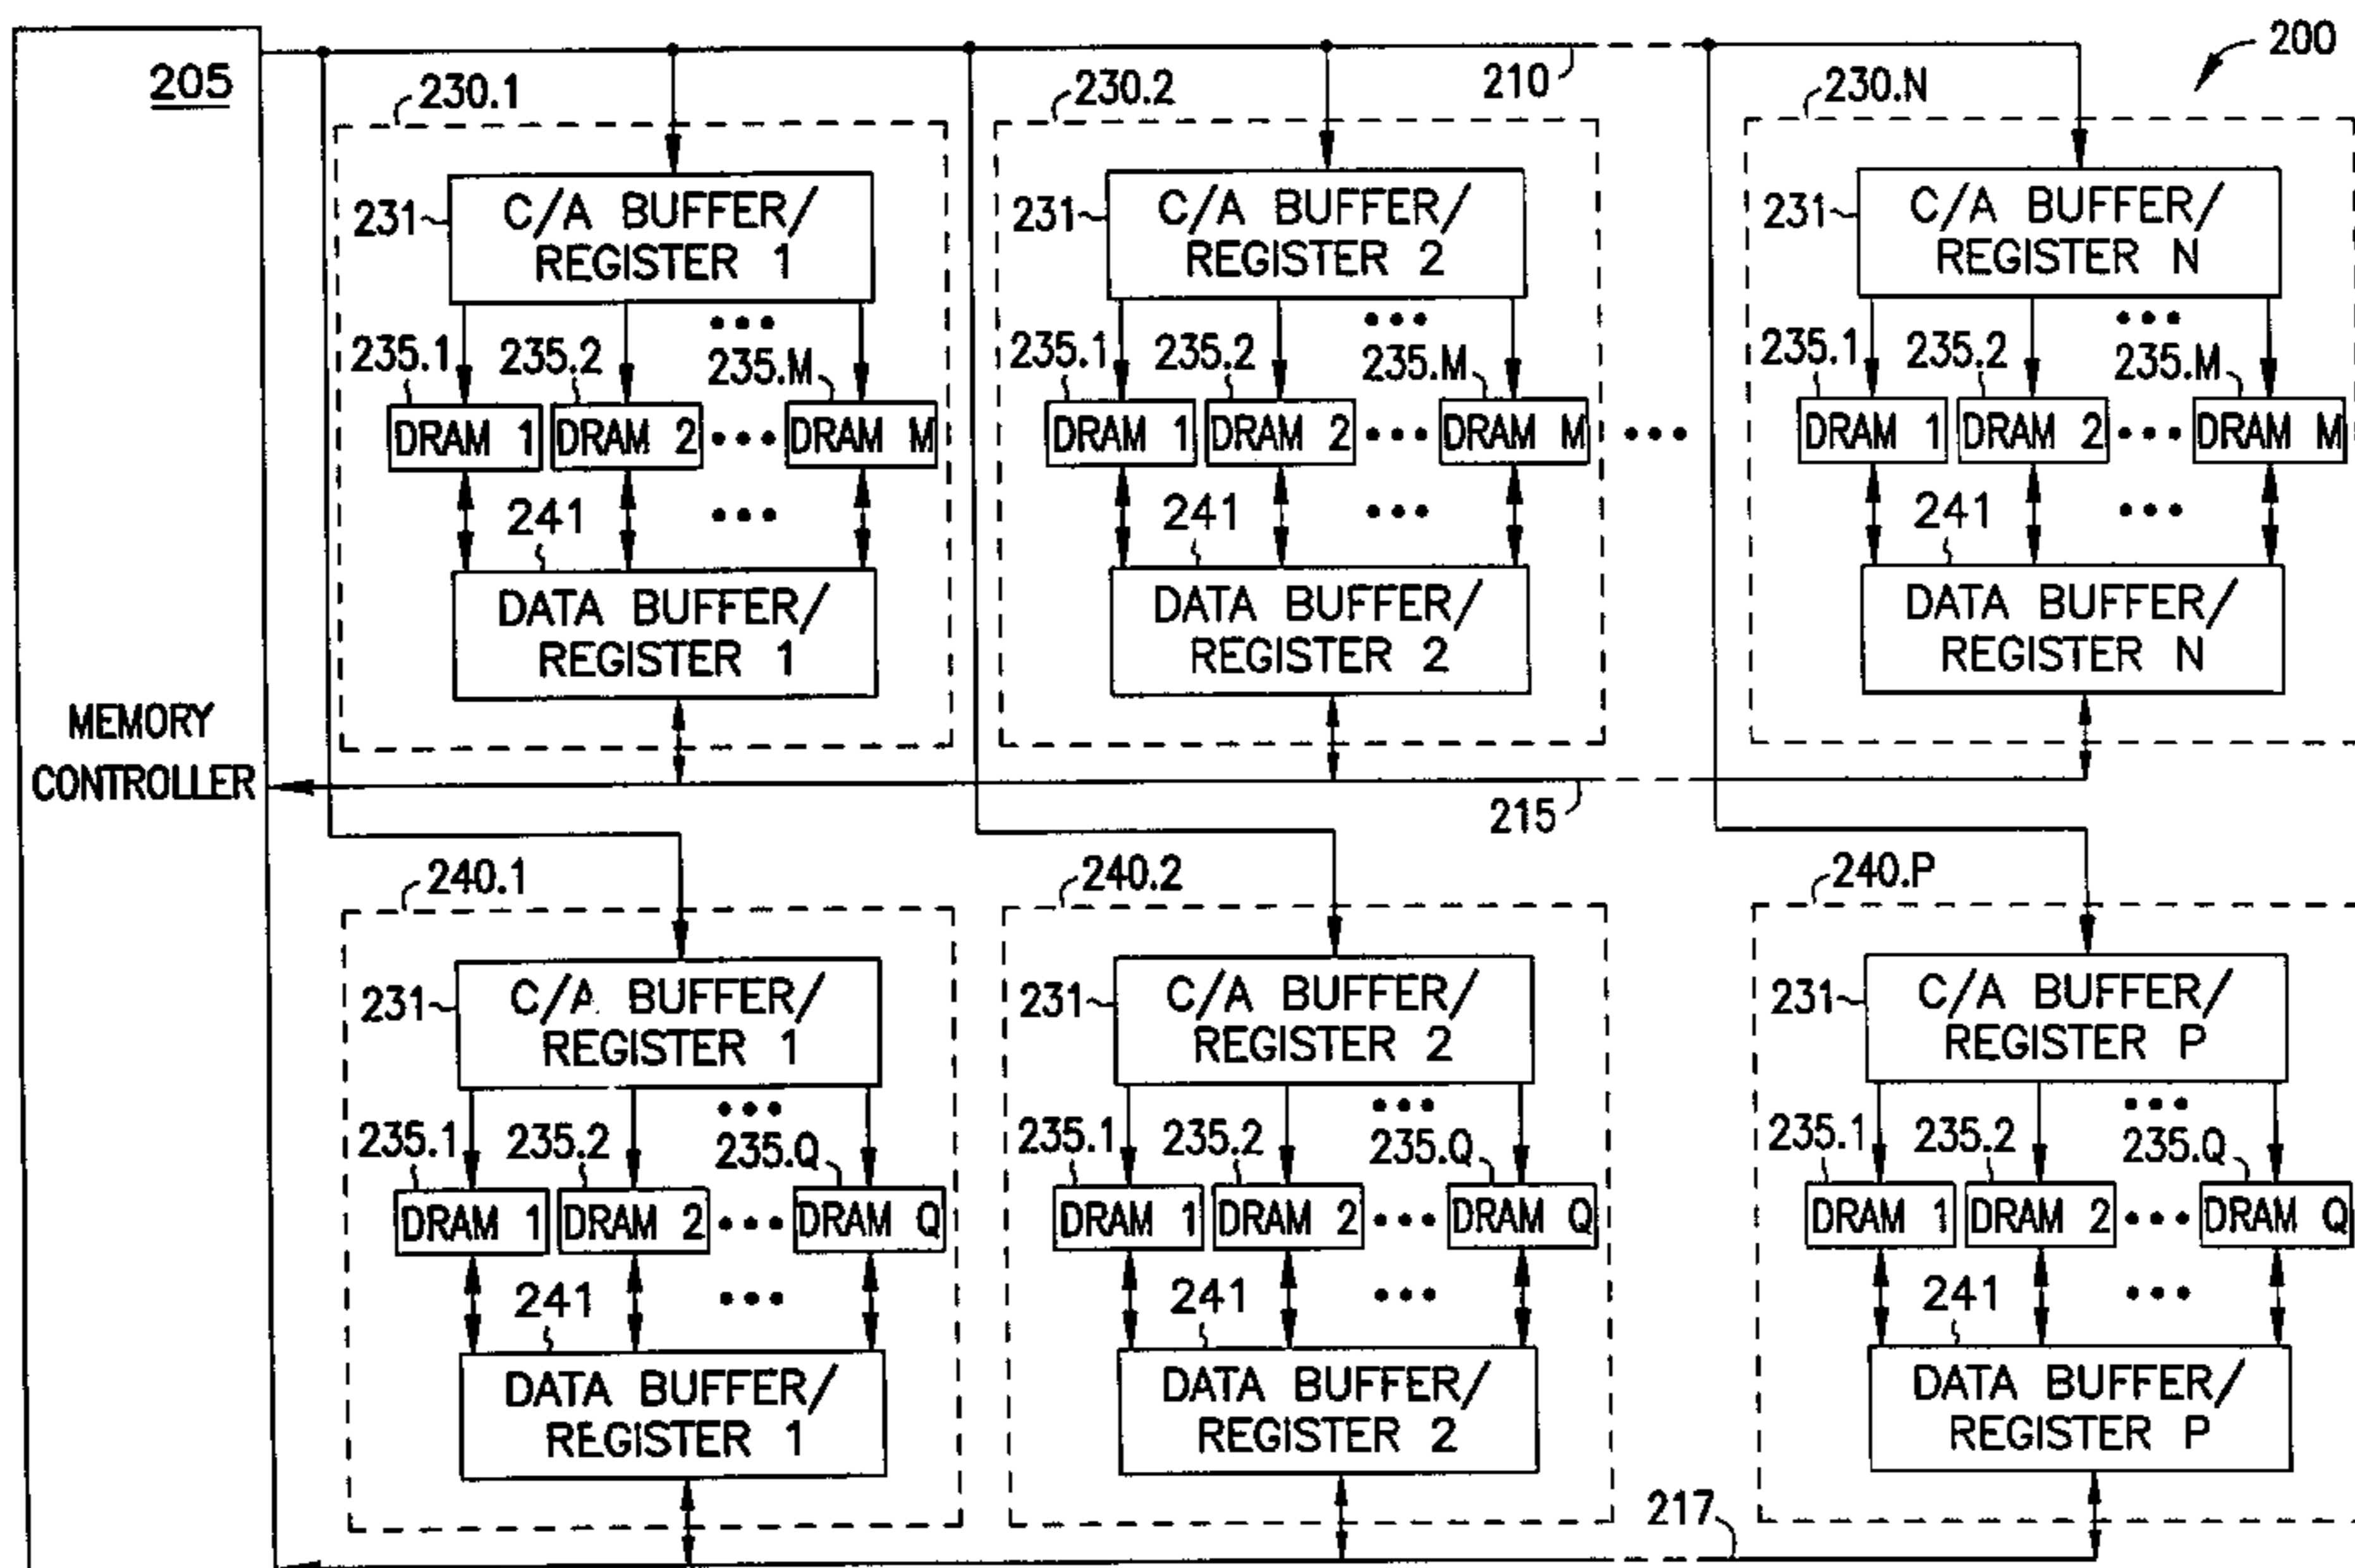 200
205
210
230.1
230.2
230.N
231
C/A BUFFER/
REGISTER 1
231
C/A BUFFER/
REGISTER 2
231
C/A BUFFER/
REGISTER N
•••
•••
•••
235.1
235.2
235.M
235.1
235.2
235.M
235.1
235.2
235.M
DRAM 1
DRAM 2
•••
DRAM M
DRAM 1
DRAM 2
•••
DRAM M
•••
DRAM 1
DRAM 2
•••
DRAM M
241
•••
241
•••
241
•••
DATA BUFFER/
REGISTER 1
DATA BUFFER/
REGISTER 2
DATA BUFFER/
REGISTER N
MEMORY
CONTROLLER
215
240.1
240.2
240.P
231
C/A BUFFER/
REGISTER 1
231
C/A BUFFER/
REGISTER 2
231
C/A BUFFER/
REGISTER P
•••
•••
•••
235.1
235.2
235.Q
235.1
235.2
235.Q
235.1
235.2
235.Q
DRAM 1
DRAM 2
•••
DRAM Q
DRAM 1
DRAM 2
•••
DRAM Q
DRAM 1
DRAM 2
•••
DRAM Q
241
•••
241
•••
241
•••
DATA BUFFER/
REGISTER 1
DATA BUFFER/
REGISTER 2
DATA BUFFER/
REGISTER P
217